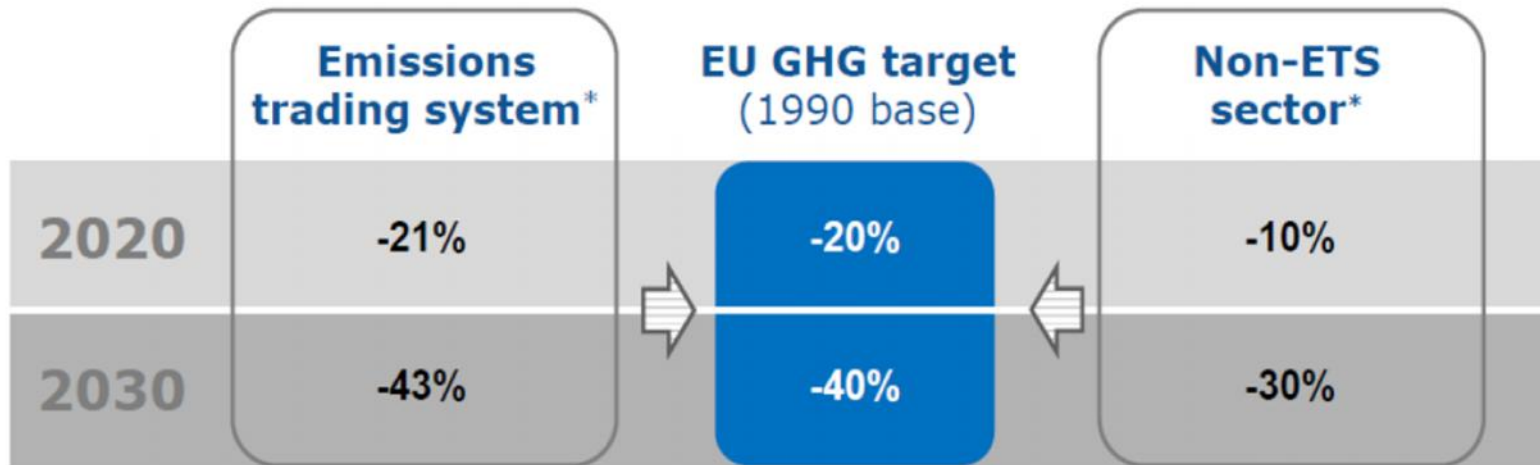 Emissions
trading system*
EU GHG target
(1990 base)
Non-ETS
sector*
2020
-21%
-20%
-10%
2030
-43%
-40%
-30%